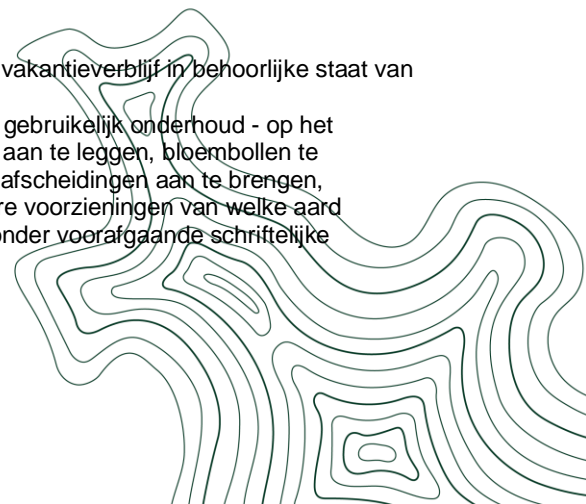 vakantieverblijf in behoorlijke staat van
gebruikelijk onderhoud - op het
aan te leggen, bloembollen te
afscheidingen aan te brengen,
re voorzieningen van welke aard
onder voorafgaande schriftelijke